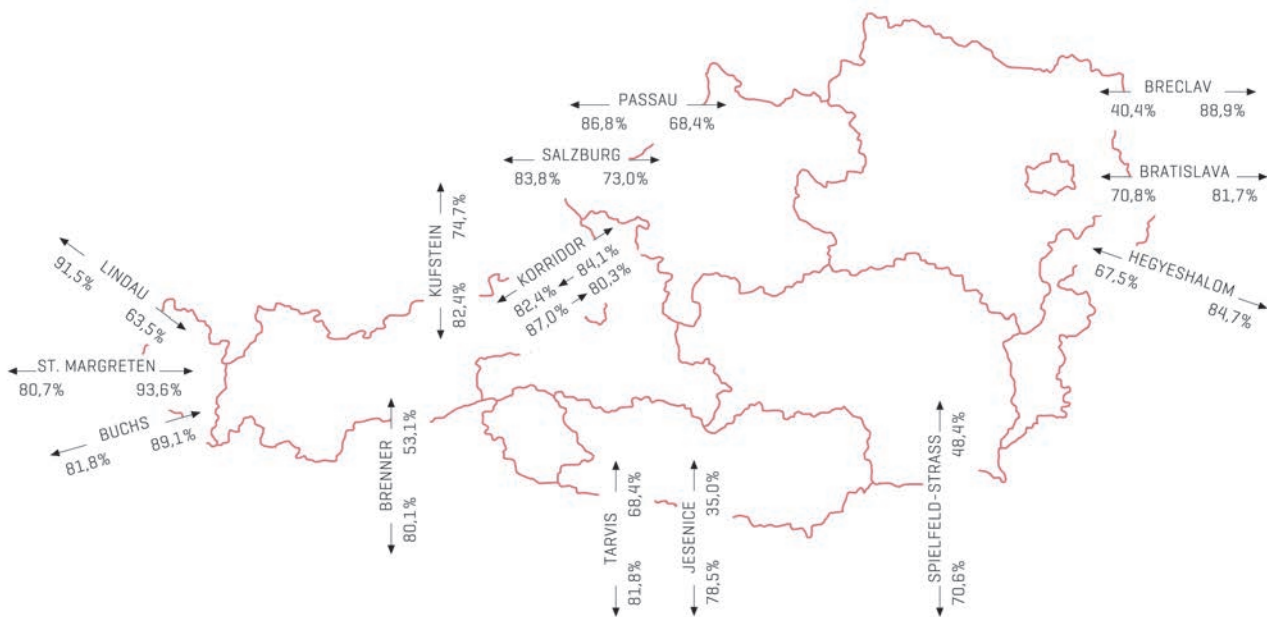 PASSAU
86,8% 68,4%
BRECLAV
40,4% 88,9%
SALZBURG
83,8% 73,0%
BRATISLAVA
70,8% 81,7%
KUFSTEIN
82,4% 74,7%
KORRIDOR
82,4% 84,1%
87,0% 80,3%
HEGYESHALOM
67,5% 84,7%
LINDAU
91,5% 63,5%
ST. MARGRETEN
80,7% 93,6%
BUCHS
81,8% 89,1%
BRENNER
80,1% 53,1%
TARVIS
81,8% 68,4%
JESENICE
78,5% 35,0%
SPIELFELD-STRASS
70,6% 48,4%